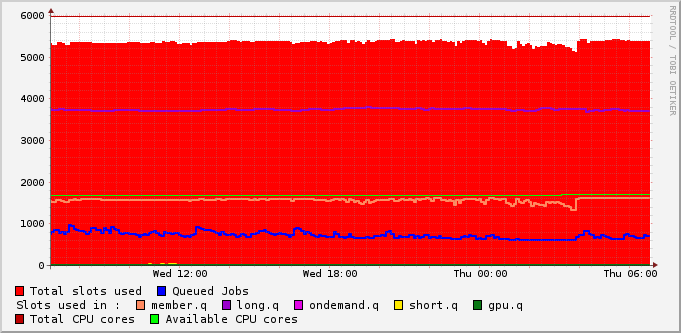 6000
5000
4000
3000
2000
1000
0
Wed 12:00 Wed 18:00 Thu 00:00 Thu 06:00
Total slots used Queued Jobs
Slots used in : member.q long.q ondemand.q short.q gpu.q
Total CPU cores Available CPU cores
RRDTOOL / TOBI OETIKER